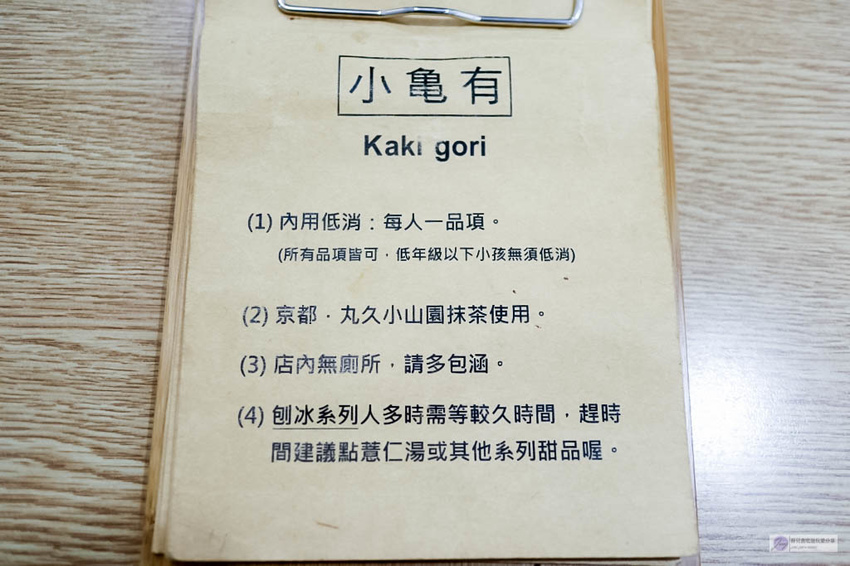 小亀有
Kaki gori
(1) 內用低消：每人一品項。
(所有品項皆可，低年級以下小孩無須低消)
(2) 京都．丸久小山園抹茶使用。
(3) 店內無廁所，請多包涵。
(4) 刨冰系列人多時需等較久時間，趕時
間建議點薏仁湯或其他系列甜品喔。